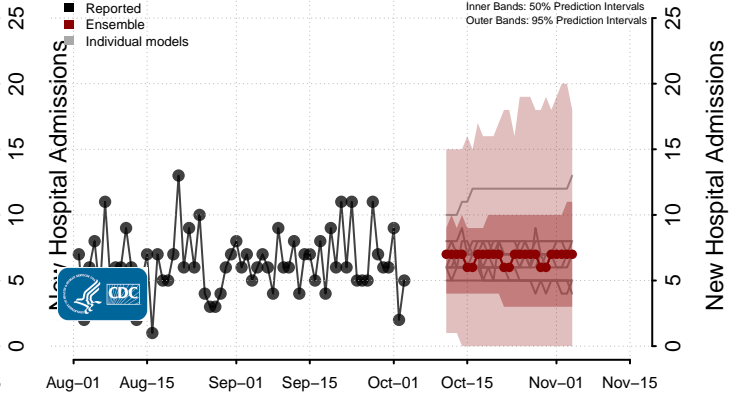 Reported
Ensemble
Individual models
Inner Bands: 50% Prediction Intervals
Outer Bands: 95% Prediction Intervals
New Hospital Admissions
25
20
15
10
5
0
CDC
25
20
15
10
5
0
New Hospital Admissions
Aug–01 Aug–15 Sep–01 Sep–15 Oct–01 Oct–15 Nov–01 Nov–15